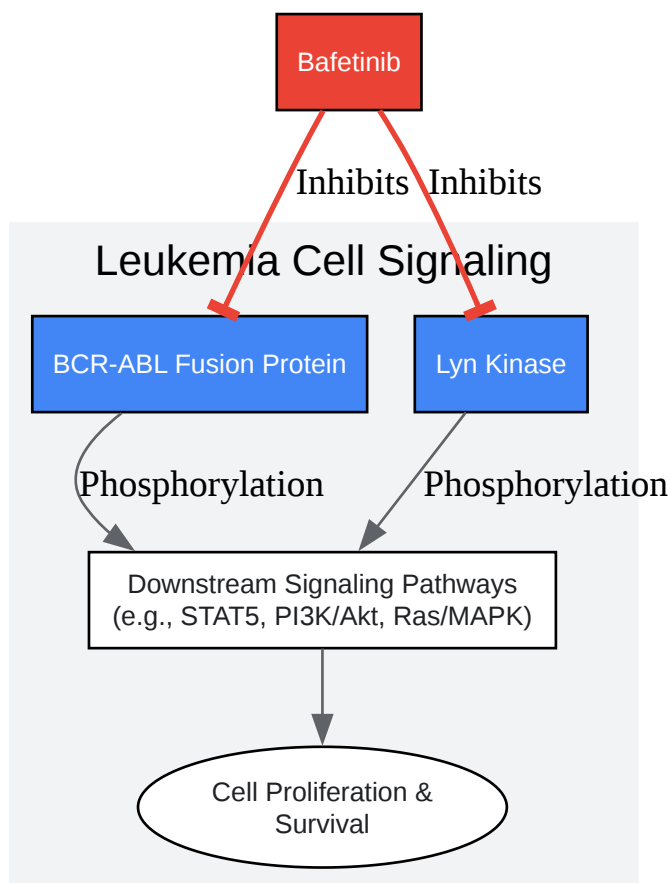 Bafetinib
Inhibits Inhibits
Leukemia Cell Signaling
BCR-ABL Fusion Protein
Lyn Kinase
Phosphorylation
Phosphorylation
Downstream Signaling Pathways
(e.g., STAT5, PI3K/Akt, Ras/MAPK)
Cell Proliferation &
Survival